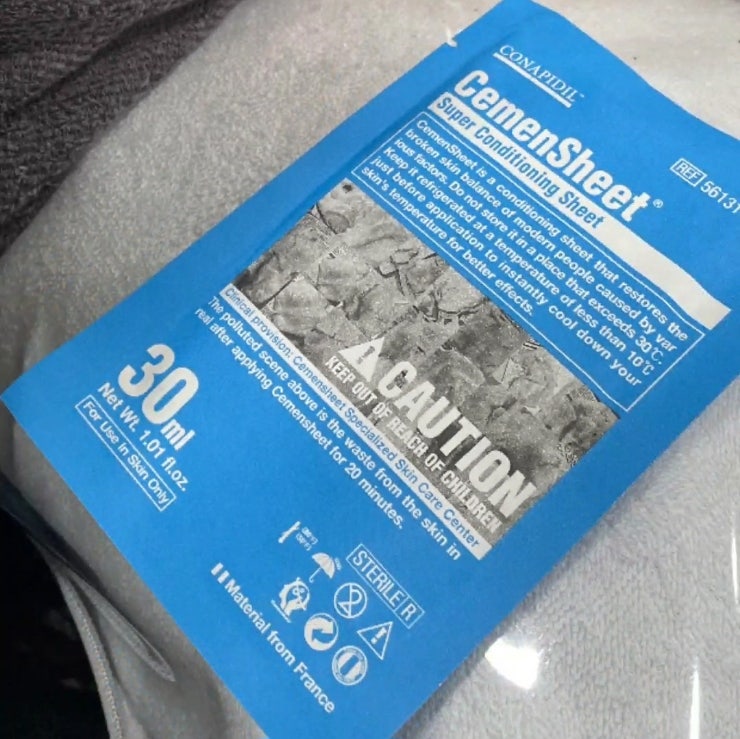 CONAPIDIL™
CemenSheet®
Super Conditioning Sheet
REF 56131
CemenSheet is a conditioning sheet that restores the
broken skin balance of modern people caused by var
ious factors. Do not store it in a place that exceeds 30℃.
Keep it refrigerated at a temperature of less than 10℃
just before application to instantly cool down your
skin's temperature for better effects.
CAUTION
KEEP OUT OF REACH OF CHILDREN
Clinical provision: Cemensheet Specialized Skin Care Center
The polluted scene above is the waste from the skin in
real after applying Cemensheet for 20 minutes.
30ml
Net Wt. 1.01 fl.oz.
For Use in Skin Only
STERILE R
2
Material from France